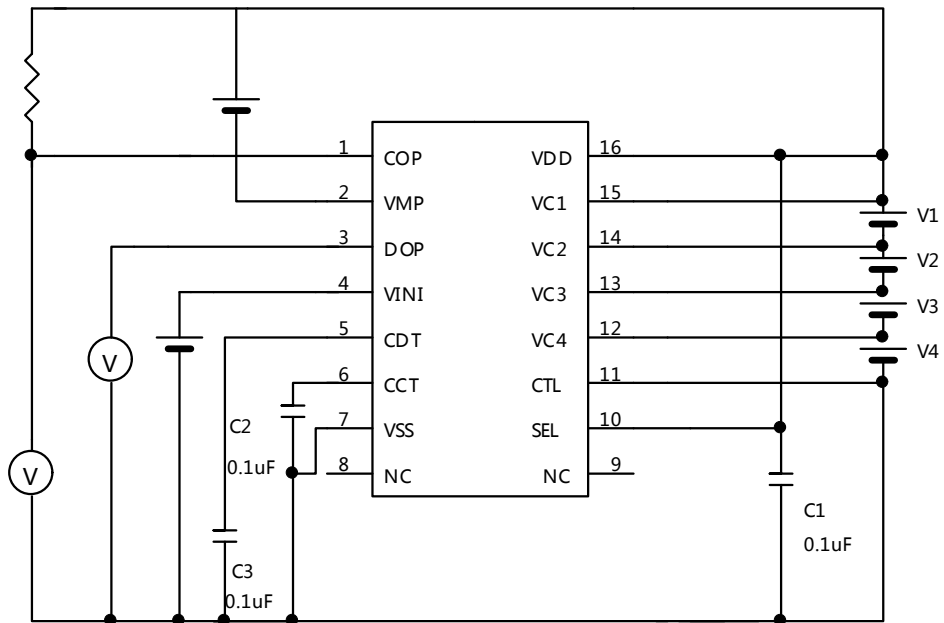 1 COP VDD 16
2 VMP VC1 15
V1
3 DOP VC2 14
V2
4 VINI VC3 13
V3
5 CDT VC4 12
V4
V
6 CCT CTL 11
C2
7 VSS SEL 10
0.1uF
8 NC NC 9
V
C1
0.1uF
C3
0.1uF